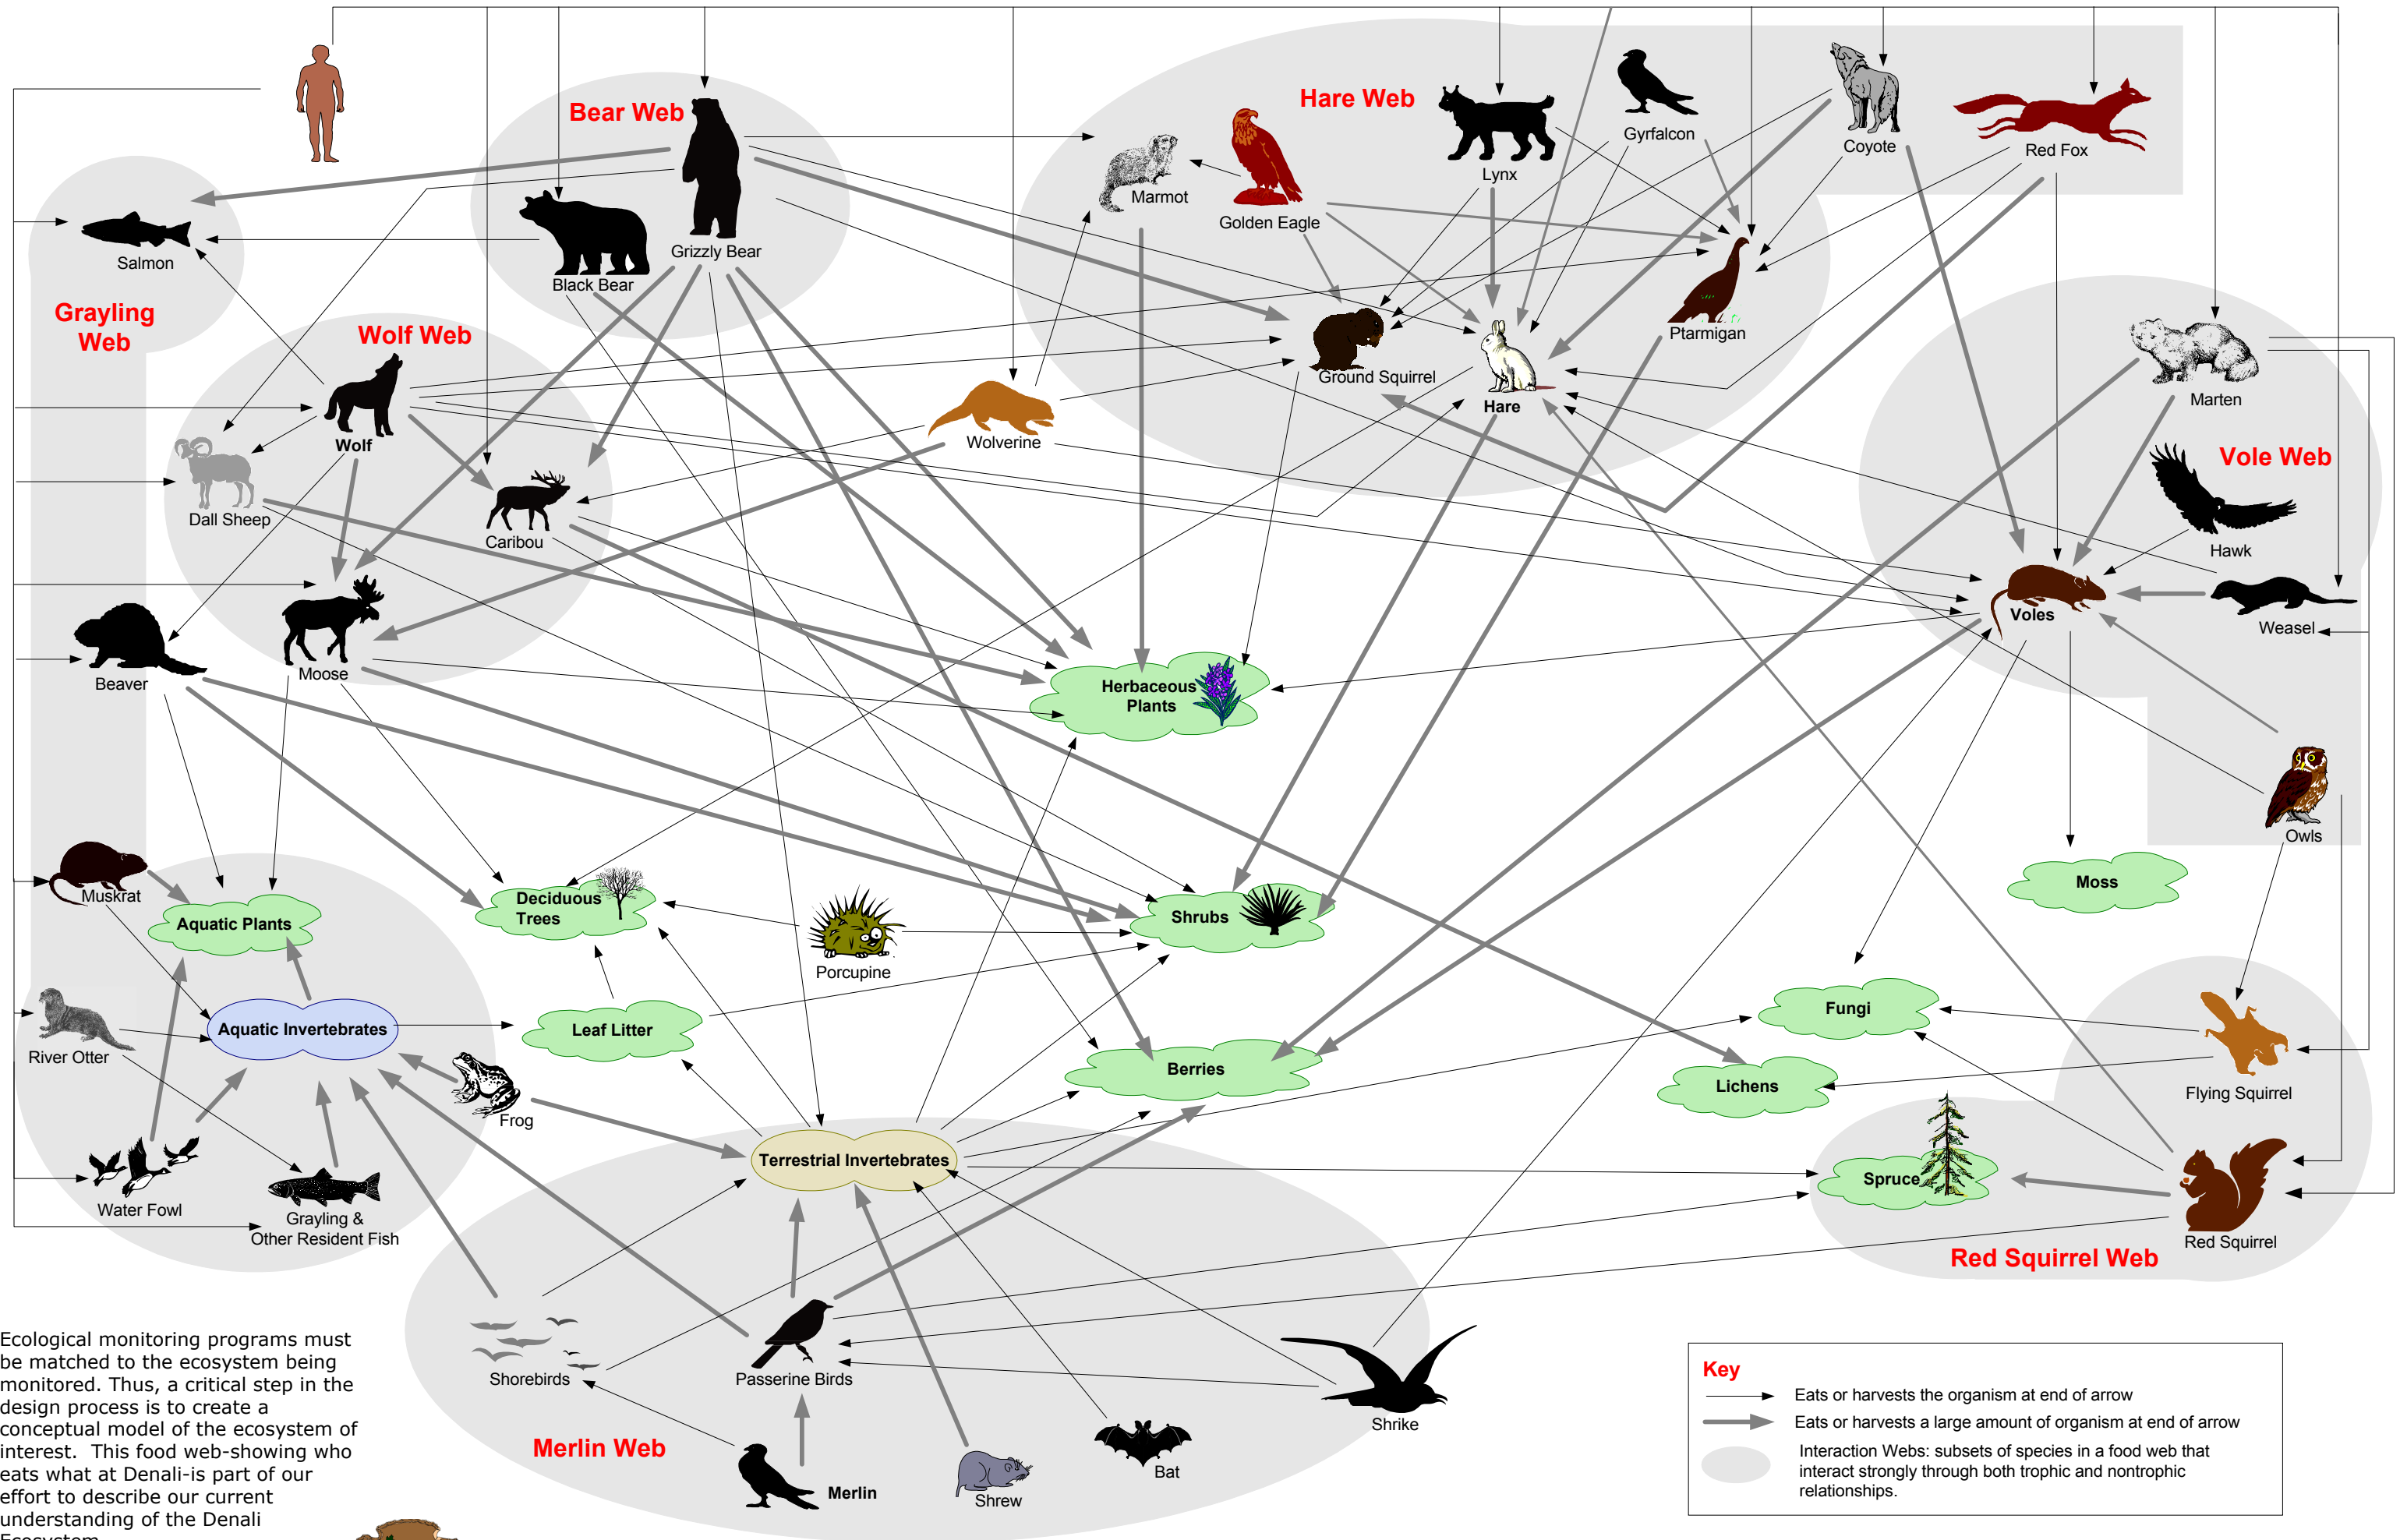 Bear Web
Hare Web
Gyrfalcon
Coyote
Red Fox
Lynx
Marmot
Golden Eagle
Grizzly Bear
Black Bear
Salmon
Grayling
Web
Wolf Web
Ptarmigan
Ground Squirrel
Hare
Marten
Wolverine
Wolf
Vole Web
Dall Sheep
Caribou
Hawk
Voles
Weasel
Beaver
Moose
Herbaceous
Plants
Owls
Muskrat
Moss
Aquatic Plants
Deciduous
Trees
Shrubs
Porcupine
Fungi
Aquatic Invertebrates
Leaf Litter
River Otter
Berries
Lichens
Flying Squirrel
Frog
Terrestrial Invertebrates
Spruce
Water Fowl
Grayling &
Other Resident Fish
Red Squirrel
Red Squirrel Web
Shorebirds
Passerine Birds
Shrike
Merlin Web
Bat
Merlin
Shrew
Ecological monitoring programs must
be matched to the ecosystem being
monitored. Thus, a critical step in the
design process is to create a
conceptual model of the ecosystem of
interest. This food web-showing who
eats what at Denali-is part of our
effort to describe our current
understanding of the Denali
Ecosystem
Key
Eats or harvests the organism at end of arrow
Eats or harvests a large amount of organism at end of arrow
Interaction Webs: subsets of species in a food web that
interact strongly through both trophic and nontrophic
relationships.